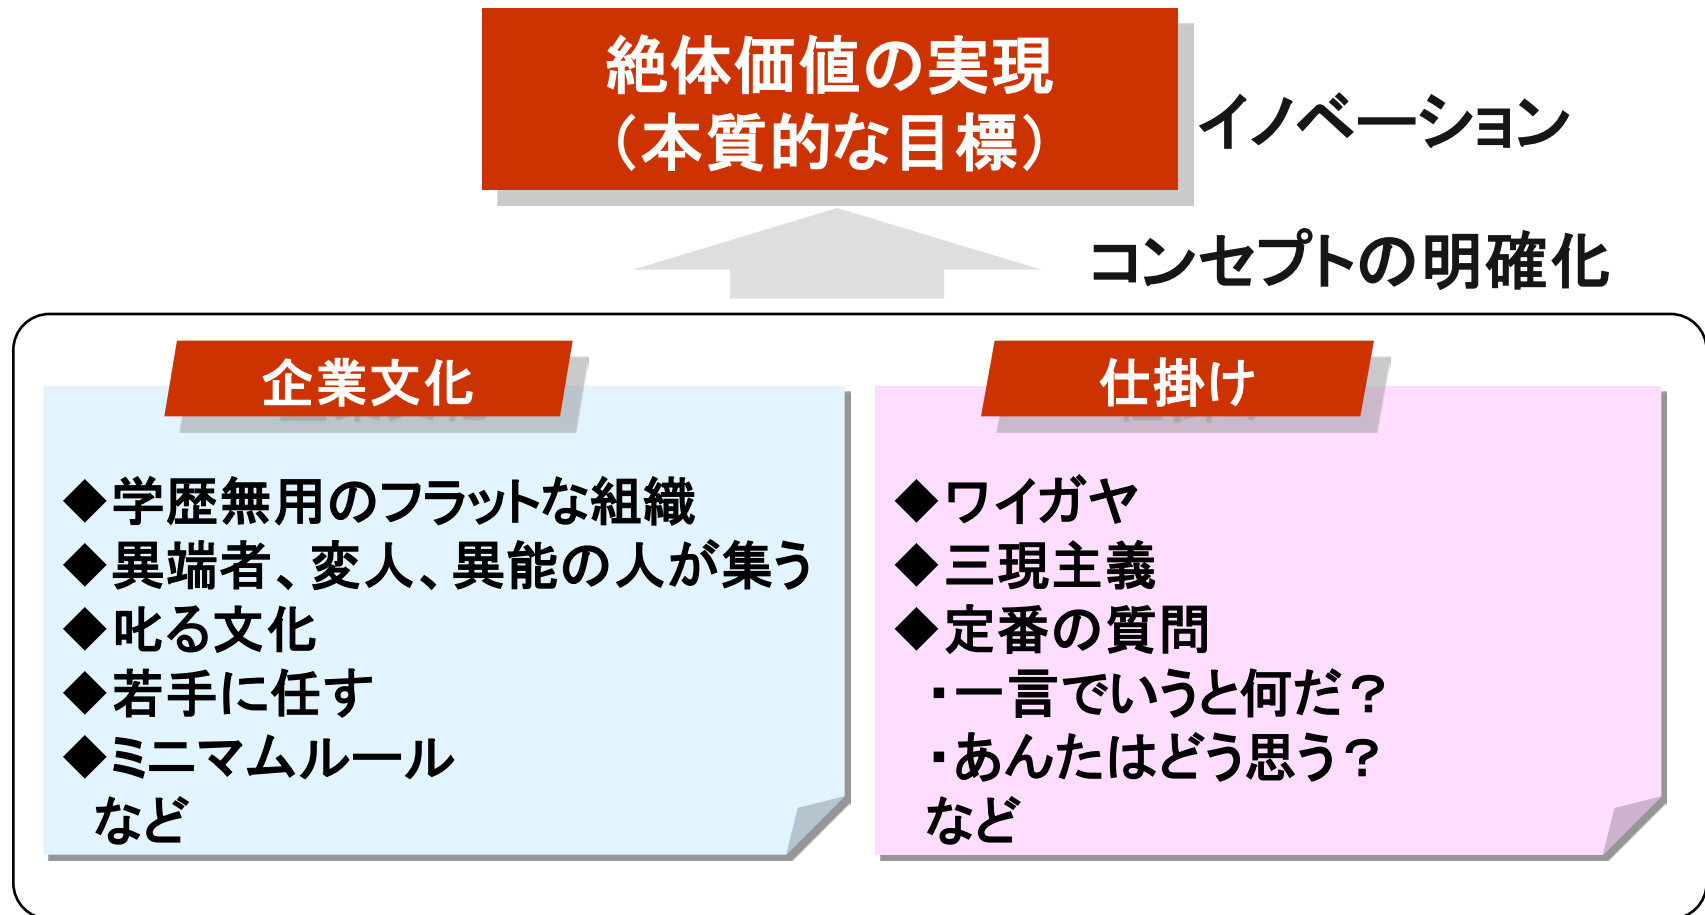 絶体価値の実現
（本質的な目標）
イノベーション
コンセプトの明確化
企業文化
◆学歴無用のフラットな組織
◆異端者、変人、異能の人が集う
◆叱る文化
◆若手に任す
◆ミニマムルール
など
仕掛け
◆ワイガヤ
◆三現主義
◆定番の質問
・一言でいうと何だ？
・あんたはどう思う？
など